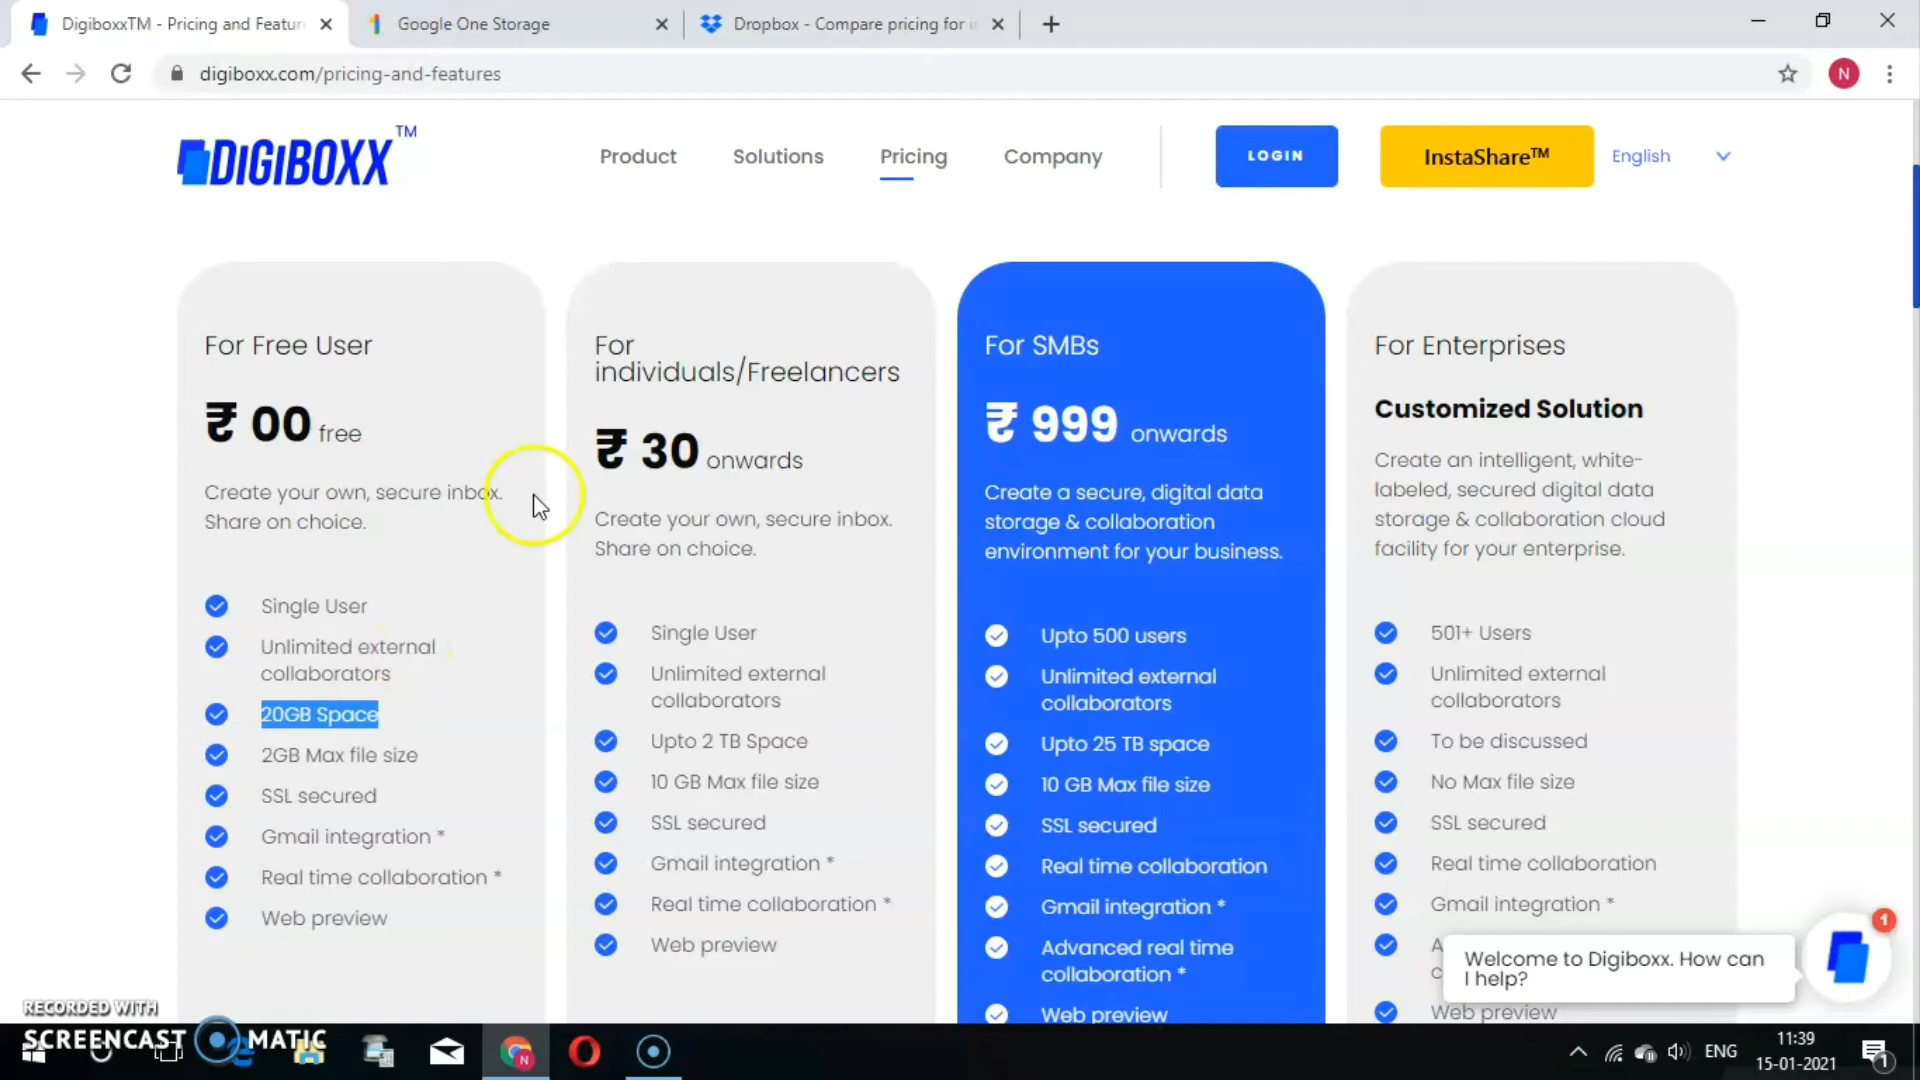 DigiboxxTM - Pricing and Featur
Google One Storage
Dropbox - Compare pricing for i
digiboxx.com/pricing-and-features
N
DIGIBOXX TM
Product
Solutions
Pricing
Company
LOGIN
InstaShare™
English
For Free User
₹ 00 free
Create your own, secure inbox.
Share on choice.
Single User
Unlimited external
collaborators
20GB Space
2GB Max file size
SSL secured
Gmail integration *
Real time collaboration *
Web preview
For
individuals/Freelancers
₹ 30 onwards
Create your own, secure inbox.
Share on choice.
Single User
Unlimited external
collaborators
Upto 2 TB Space
10 GB Max file size
SSL secured
Gmail integration *
Real time collaboration *
Web preview
For SMBs
₹ 999 onwards
Create a secure, digital data
storage & collaboration
environment for your business.
Upto 500 users
Unlimited external
collaborators
Upto 25 TB space
10 GB Max file size
SSL secured
Real time collaboration
Gmail integration *
Advanced real time
collaboration *
Web preview
For Enterprises
Customized Solution
Create an intelligent, white-
labeled, secured digital data
storage & collaboration cloud
facility for your enterprise.
501+ Users
Unlimited external
collaborators
To be discussed
No Max file size
SSL secured
Real time collaboration
Gmail integration *
Web preview
1
Welcome to Digiboxx. How can
I help?
RECORDED WITH
SCREENCAST MATIC
N
ENG
11:39
15-01-2021
1